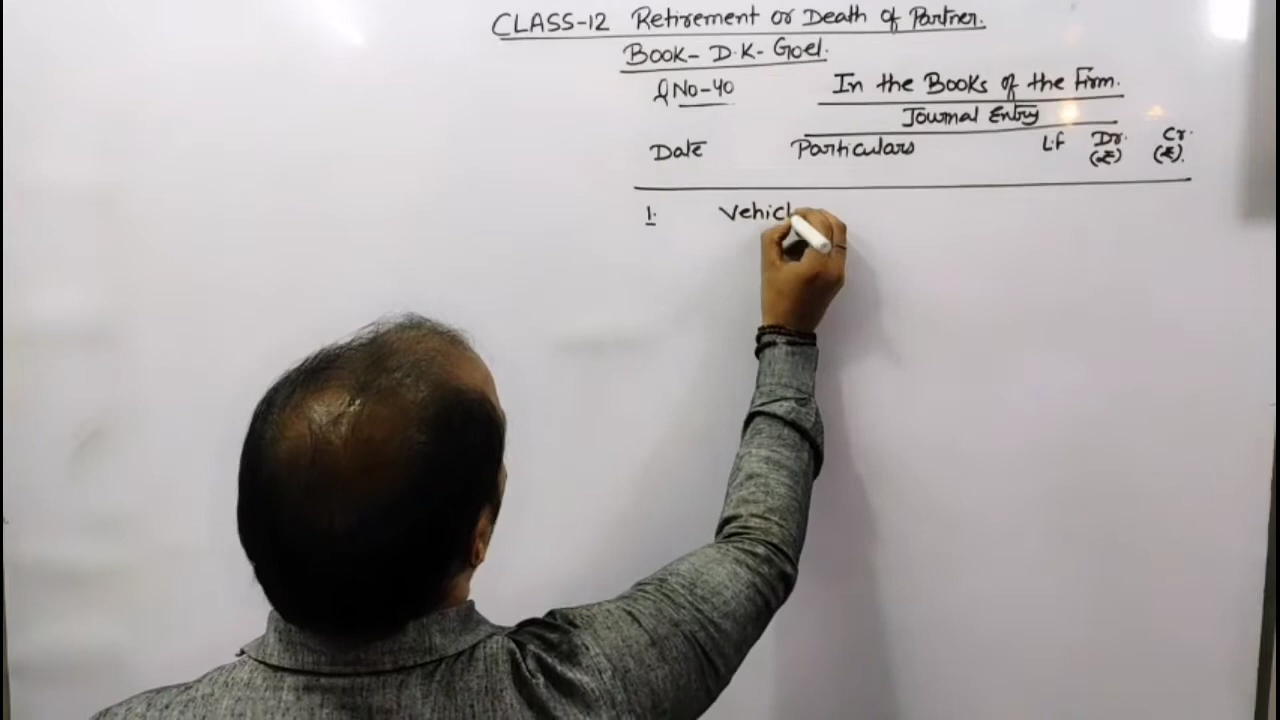 CLASS-12 Retirement or Death of Partner.
Book- D.K- Goel.
Q No-40 In the Books of the Firm.
Journal Entry
Date Particulars L.f Dr. (₹) Cr. (₹).
1. Vehicl